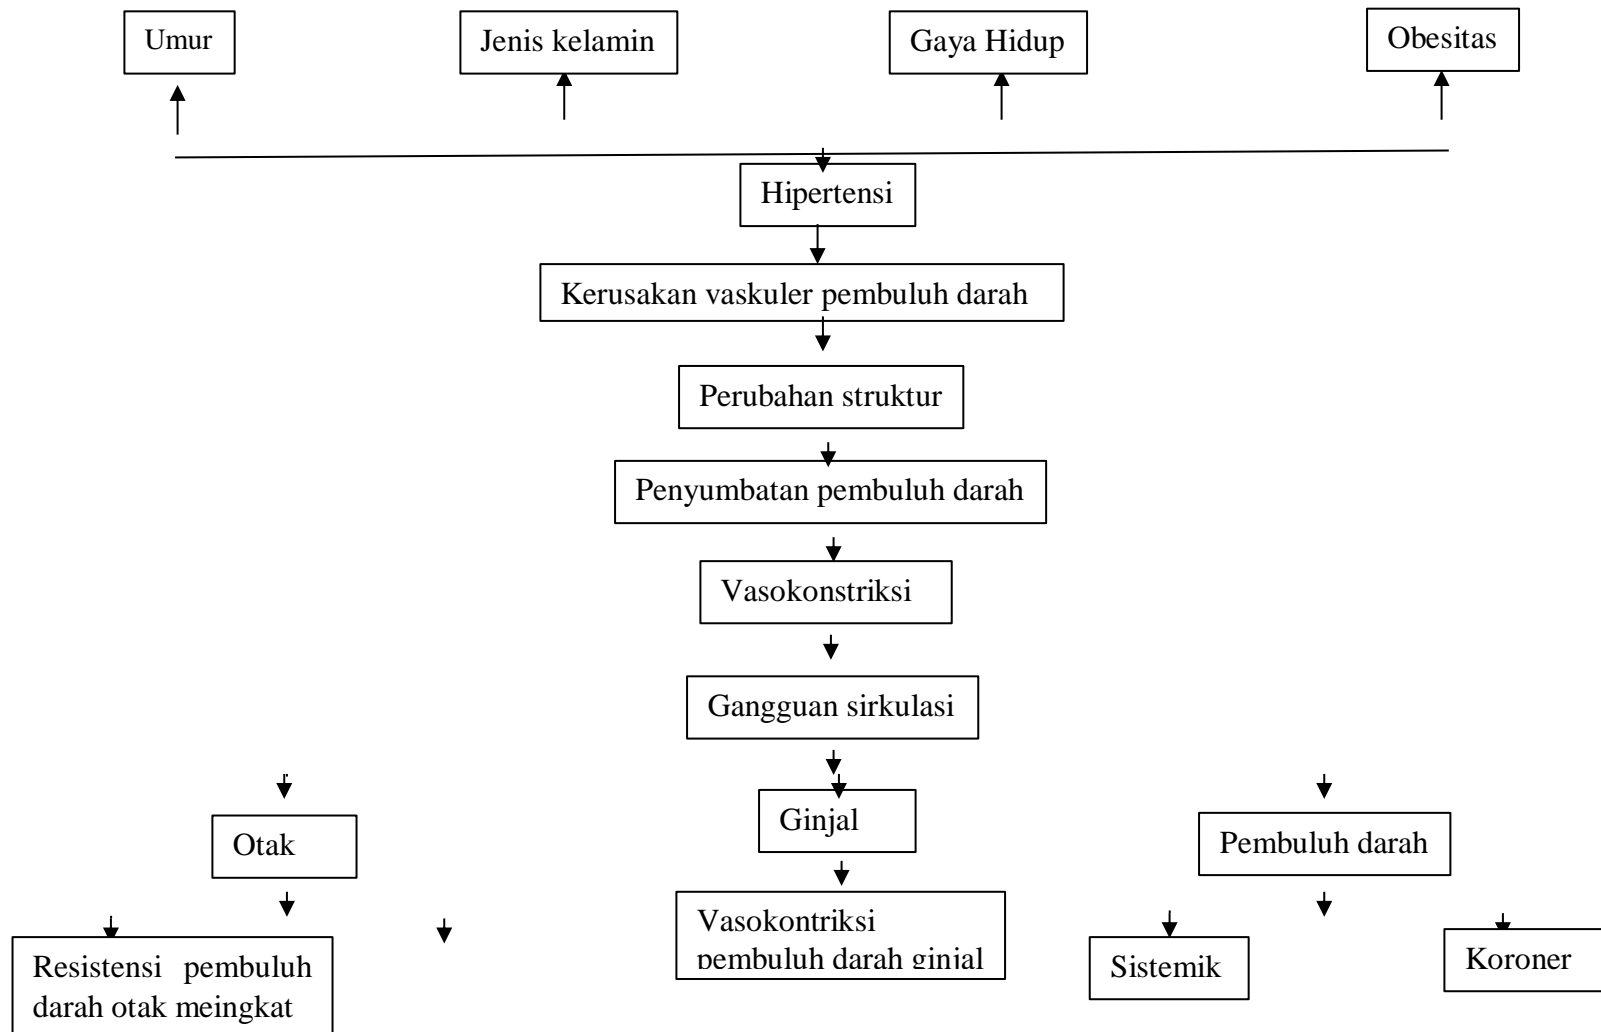 Umur
Jenis kelamin
Gaya Hidup
Obesitas
Hipertensi
Kerusakan vaskuler pembuluh darah
Perubahan struktur
Penyumbatan pembuluh darah
Vasokonstriksi
Gangguan sirkulasi
Otak
Ginjal
Pembuluh darah
Resistensi pembuluh
darah otak meingkat
Vasokontriksi
pembuluh darah ginjal
Sistemik
Koroner